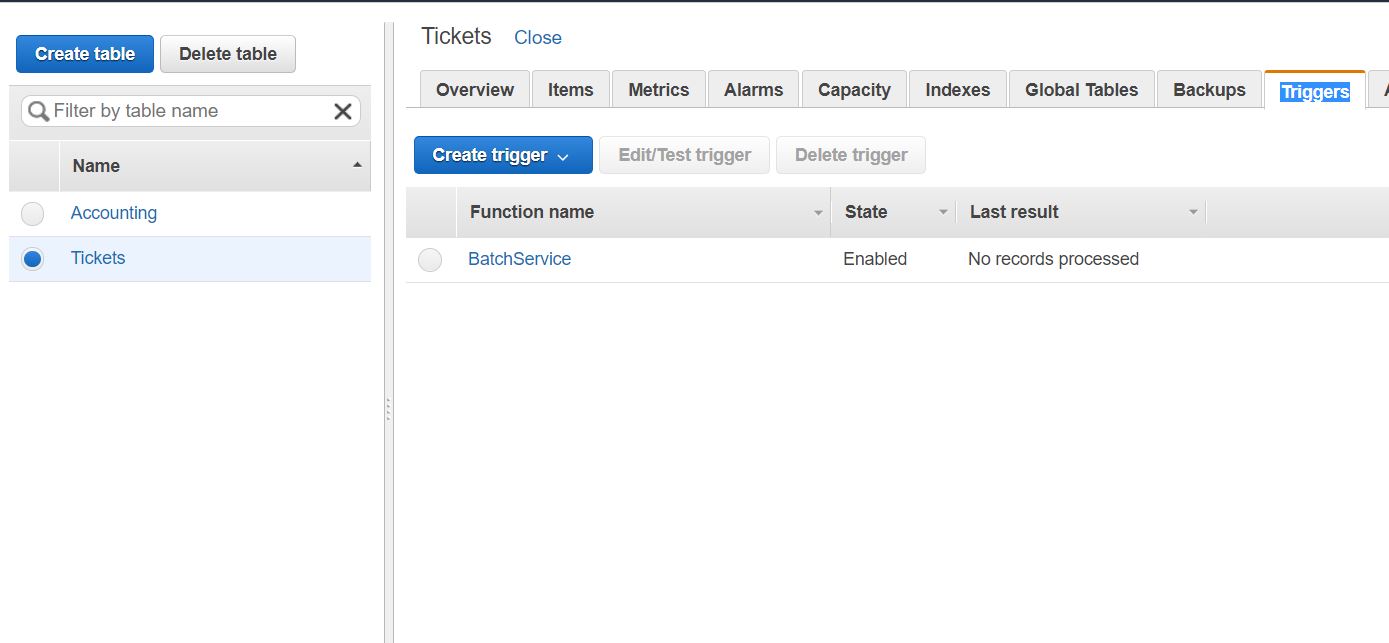 Create table Delete table
Filter by table name
Name
Accounting
Tickets
Tickets Close
Overview Items Metrics Alarms Capacity Indexes Global Tables Backups Triggers
Create trigger Edit/Test trigger Delete trigger
Function name State Last result
BatchService Enabled No records processed